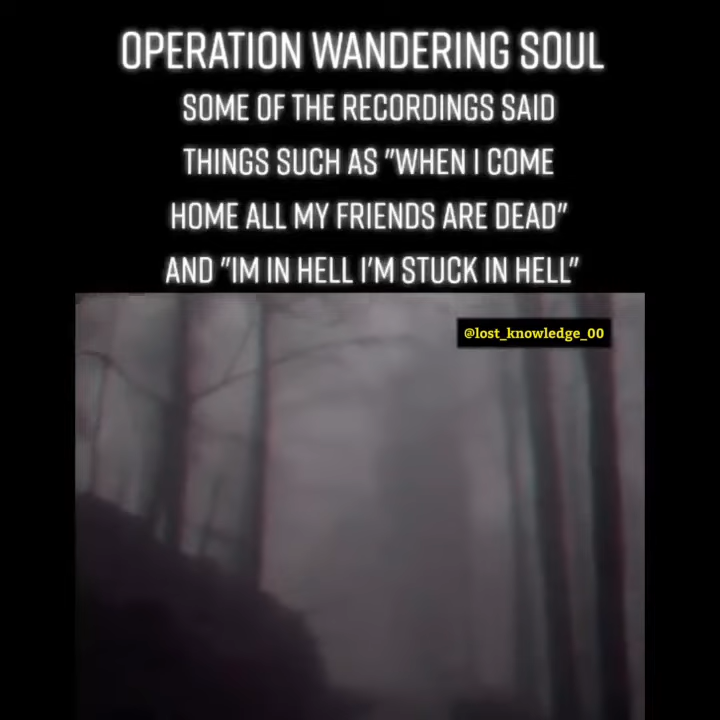 OPERATION WANDERING SOUL
SOME OF THE RECORDINGS SAID
THINGS SUCH AS "WHEN I COME
HOME ALL MY FRIENDS ARE DEAD"
AND "IM IN HELL I'M STUCK IN HELL"
@lost_knowledge_00